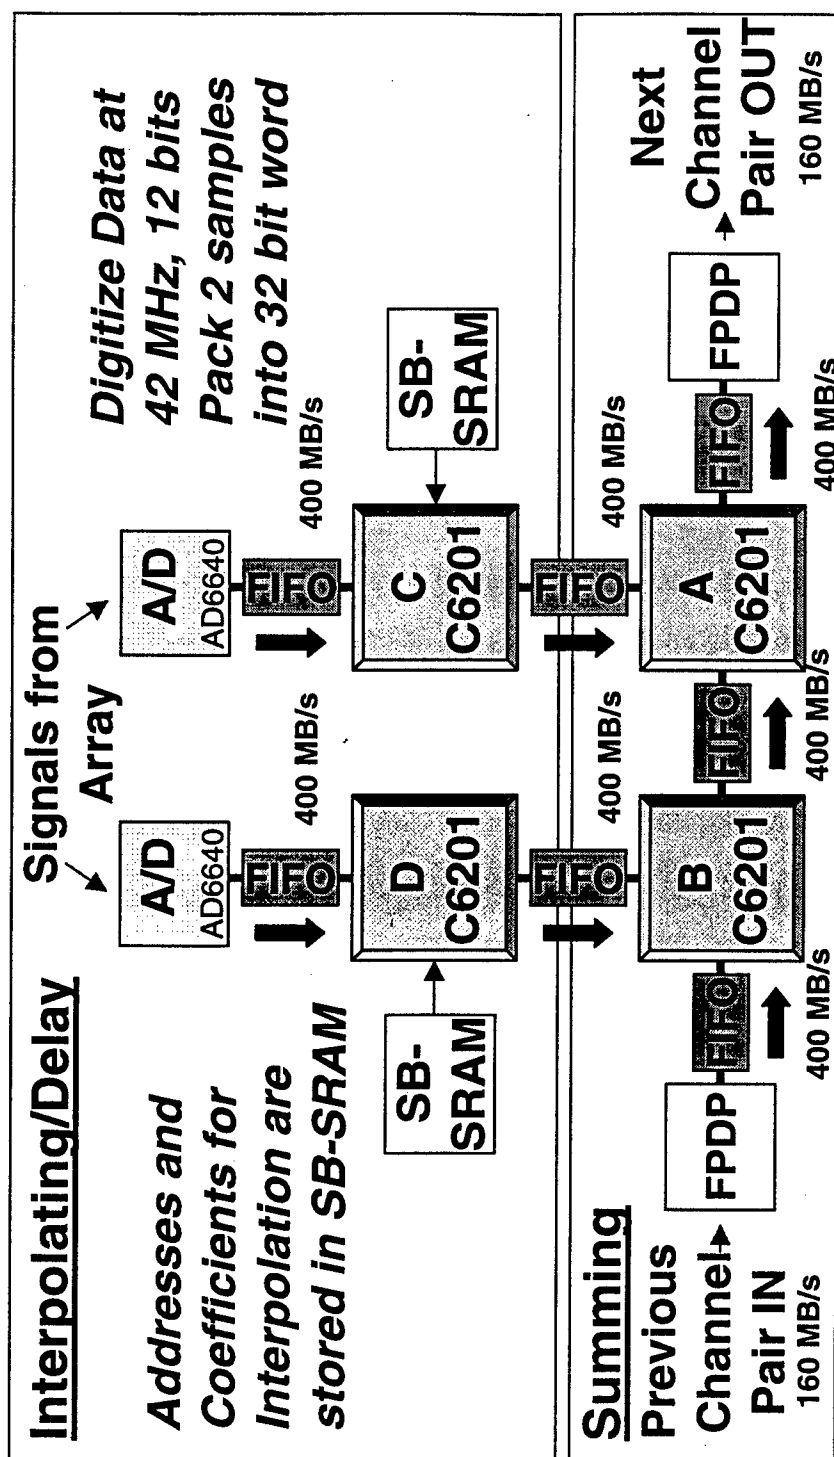 Interpolating/Delay
Signals from
Array
Digitize Data at
42 MHz, 12 bits
Pack 2 samples
into 32 bit word
Addresses and
Coefficients for
Interpolation are
stored in SB-SRAM
A/D
AD6640
A/D
AD6640
FIFO
400 MB/s
FIFO
400 MB/s
SB-
SRAM
D
C6201
C
C6201
SB-
SRAM
FIFO
400 MB/s
FIFO
400 MB/s
Summing
Previous
Channel
Pair IN
160 MB/s
FPDP
FIFO
400 MB/s
B
C6201
FIFO
400 MB/s
A
C6201
FIFO
400 MB/s
FPDP
Next
Channel
Pair OUT
160 MB/s